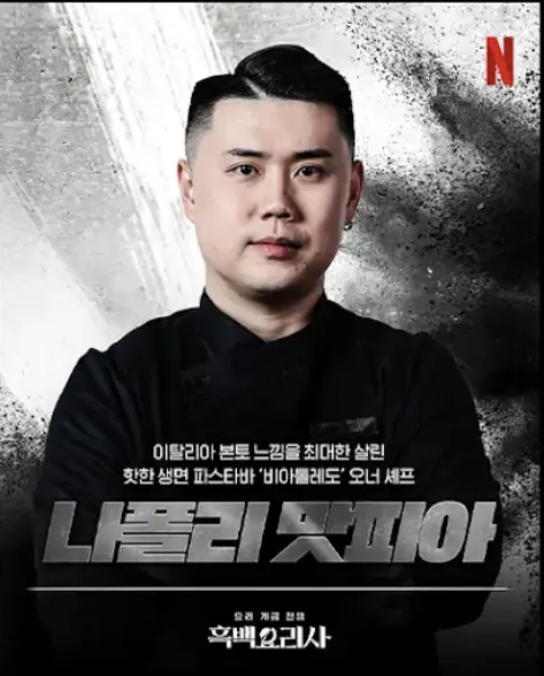 N
이탈리아 본토 느낌을 최대한 살린
핫한 생면 파스타바 '비아톨레도' 오너 셰프
나폴리 맛피아
요리 계급 전쟁
흑백요리사